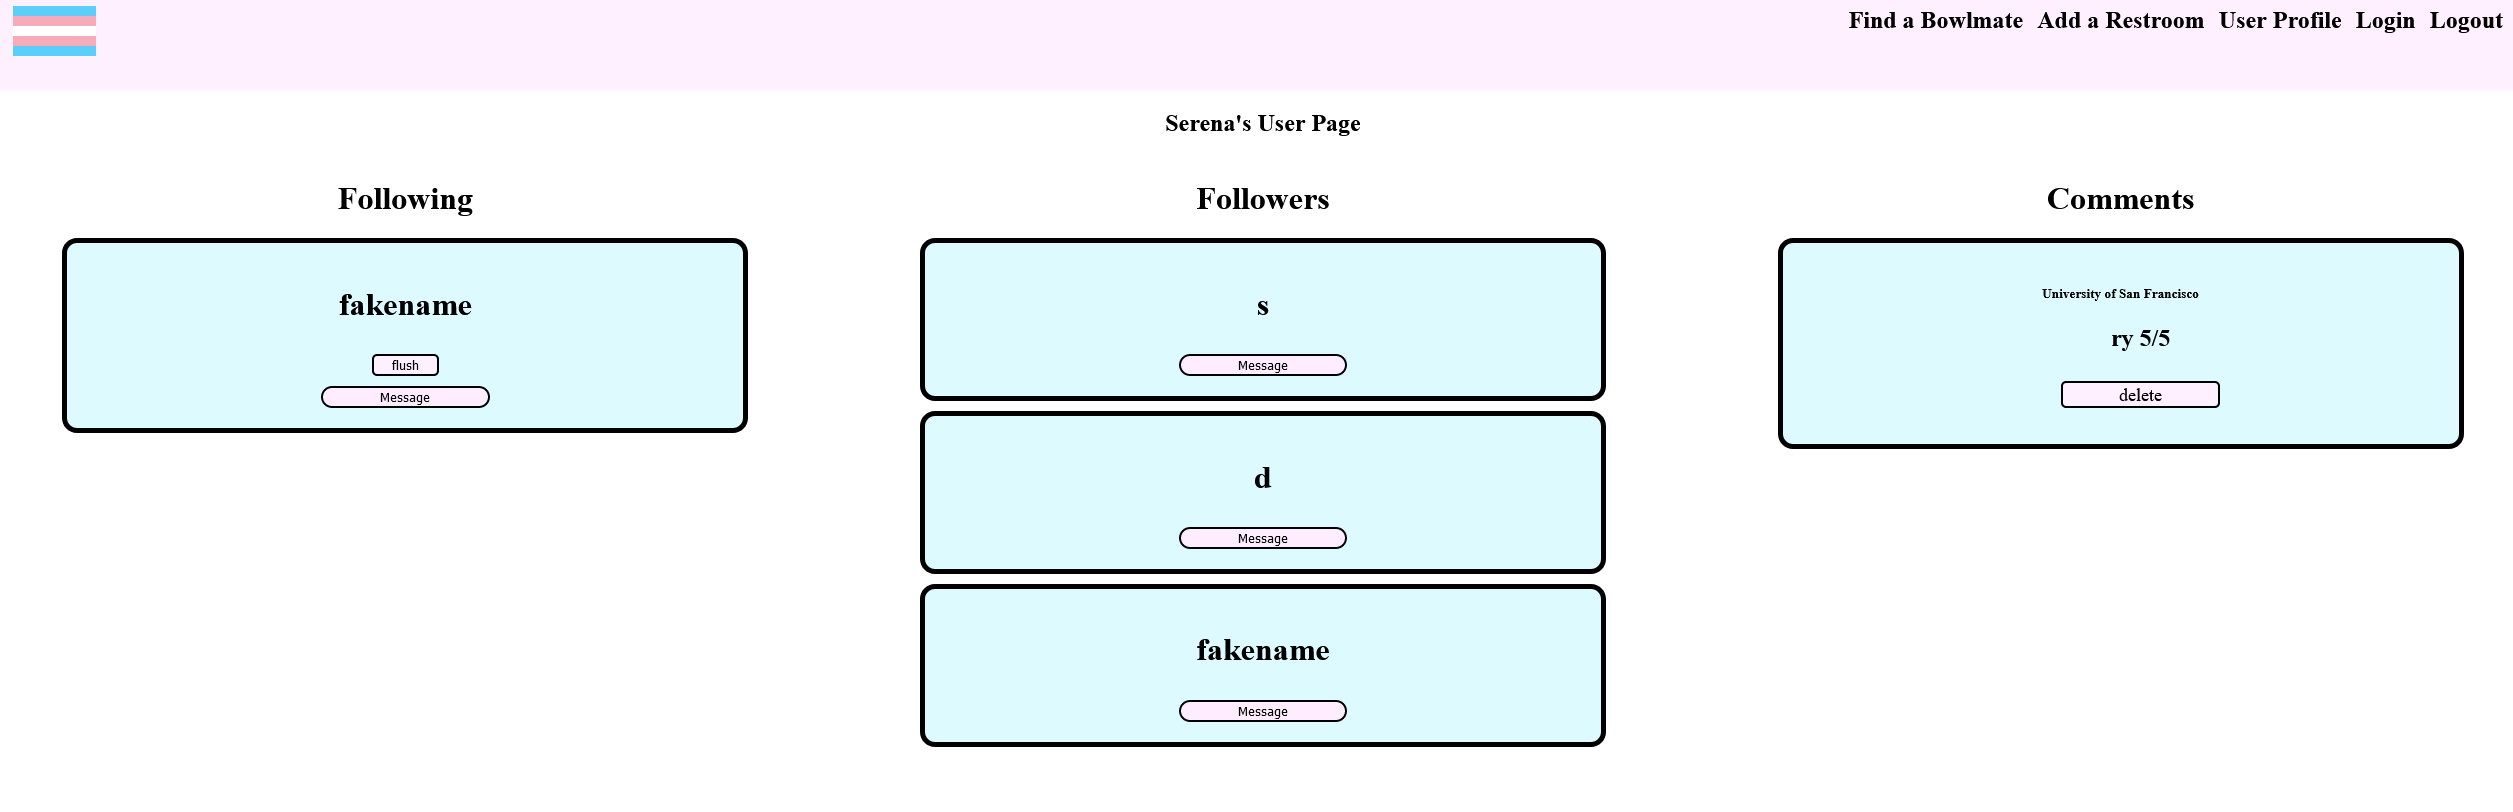 Find a Bowlmate Add a Restroom User Profile Login Logout
Serena's User Page
Following
fakename
flush
Message
Followers
s
Message
d
Message
fakename
Message
Comments
University of San Francisco
ry 5/5
delete